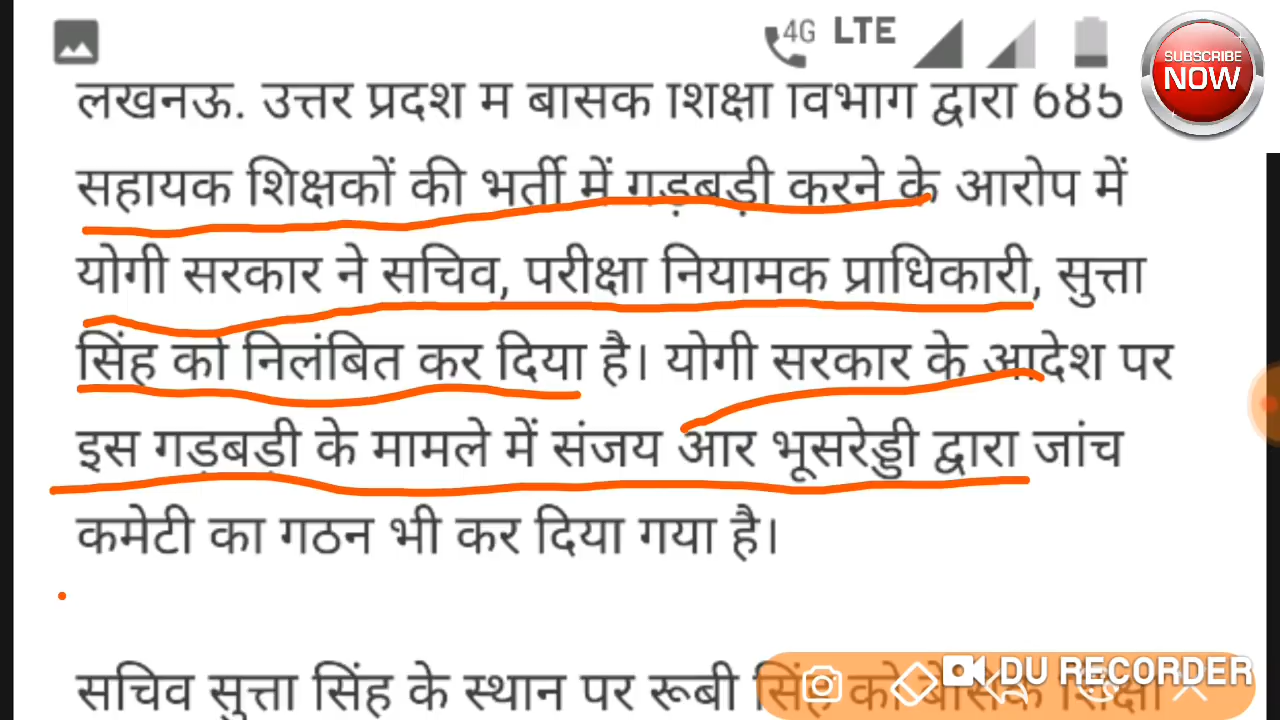 4G LTE
SUBSCRIBE
NOW
लखनऊ. उत्तर प्रदेश में बेसिक शिक्षा विभाग द्वारा 685
सहायक शिक्षकों की भर्ती में गड़बड़ी करने के आरोप में
योगी सरकार ने सचिव, परीक्षा नियामक प्राधिकारी, सुत्ता
सिंह को निलंबित कर दिया है। योगी सरकार के आदेश पर
इस गड़बड़ी के मामले में संजय आर भूसरेड्डी द्वारा जांच
कमेटी का गठन भी कर दिया गया है।
सचिव सुत्ता सिंह के स्थान पर रूबी सिंह को बेसिक शिक्षा
DU RECORDER